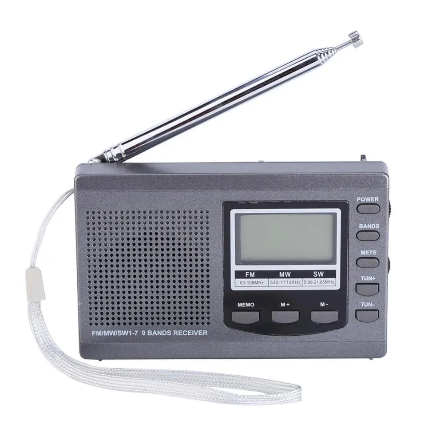 POWER
BANDS
METE
TUN+
TUN-
FM MW SW
MEMO M+ M-
FM/MW/SW1-7 9 BANDS RECEIVER